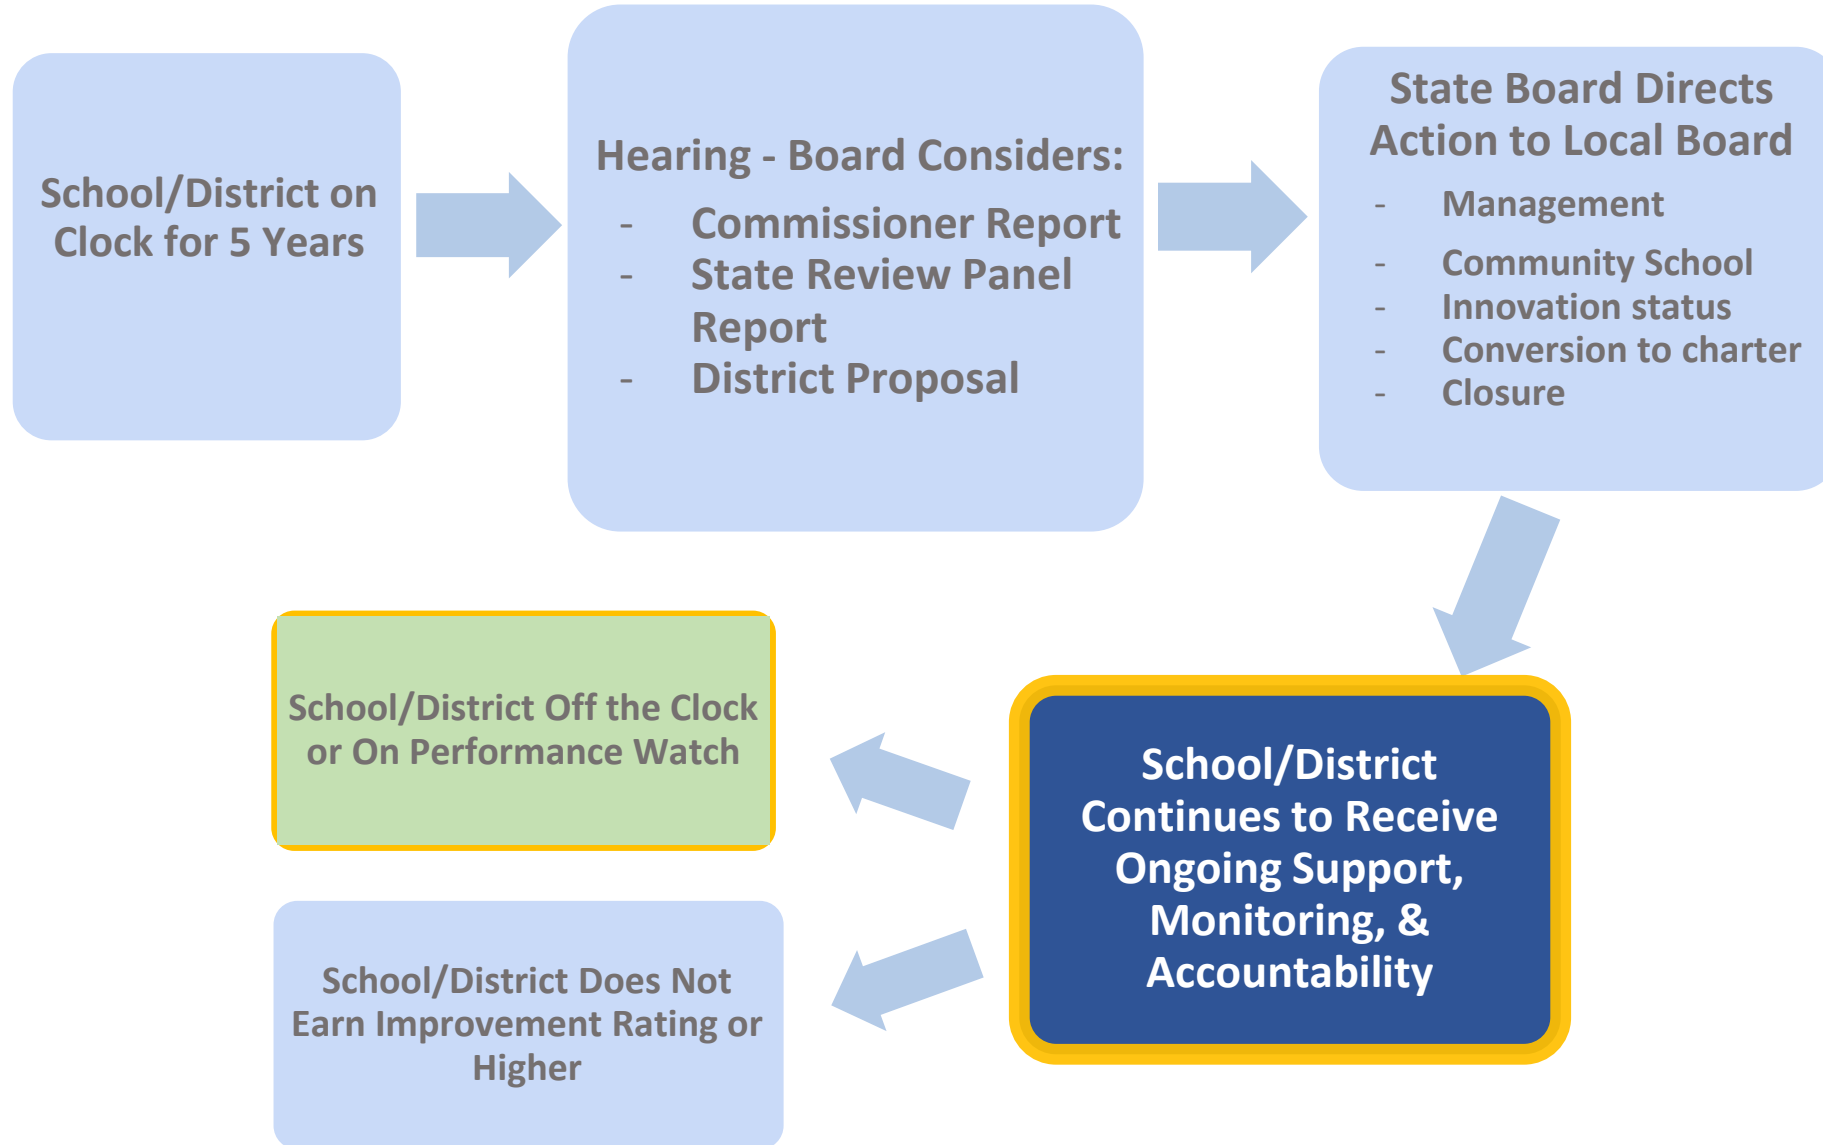 School/District on
Clock for 5 Years
Hearing - Board Considers:
- Commissioner Report
- State Review Panel
Report
- District Proposal
State Board Directs
Action to Local Board
- Management
- Community School
- Innovation status
- Conversion to charter
- Closure
School/District Off the Clock
or On Performance Watch
School/District
Continues to Receive
Ongoing Support,
Monitoring, &
Accountability
School/District Does Not
Earn Improvement Rating or
Higher